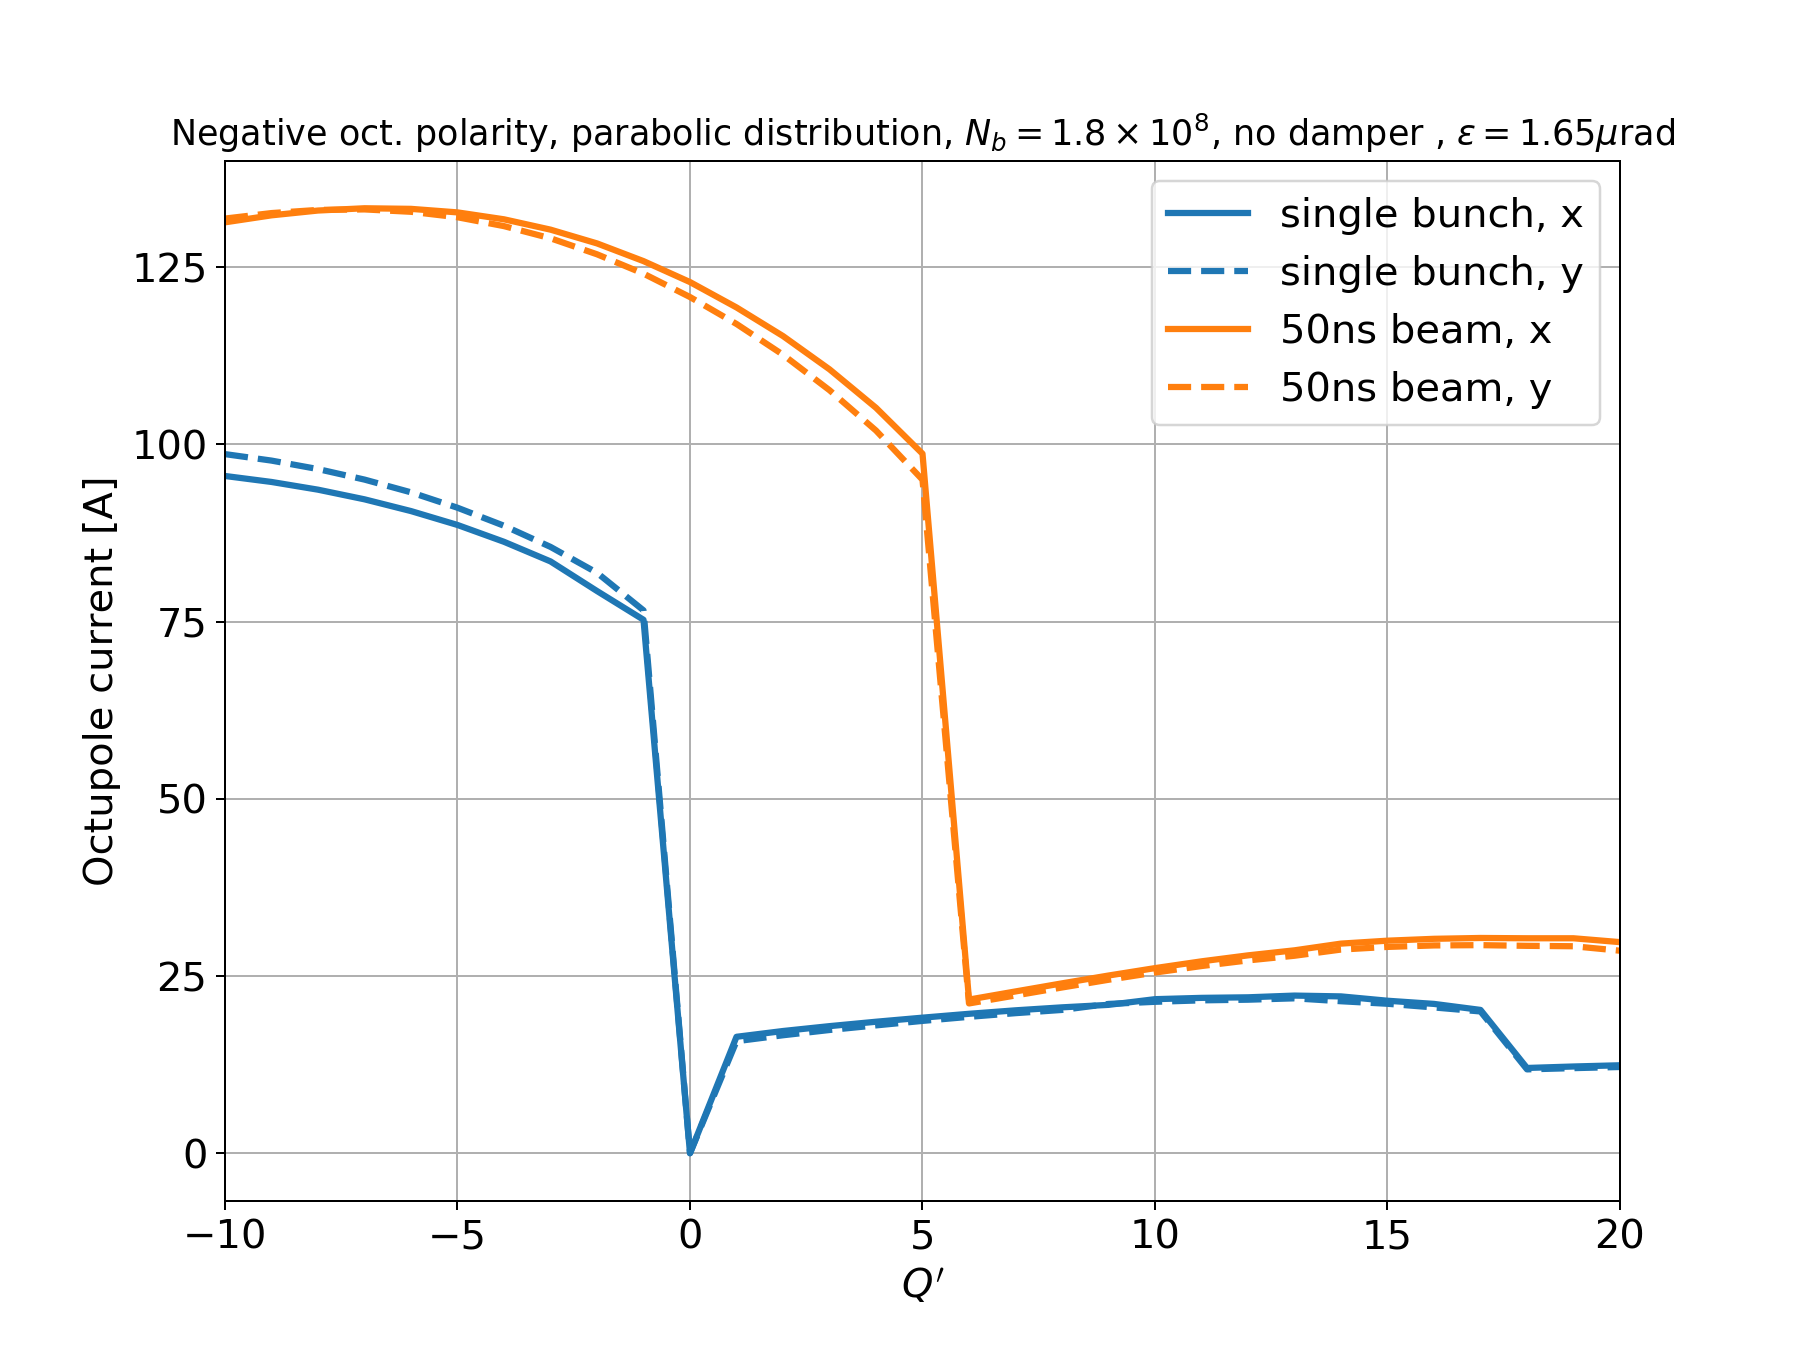 Negative oct. polarity, parabolic distribution, $N_b = 1.8 \times 10^8$, no damper , $\varepsilon = 1.65\mu$rad
single bunch, x
single bunch, y
50ns beam, x
50ns beam, y
Octupole current [A]
125
100
75
50
25
0
−10 −5 0 5 10 15 20
Q′